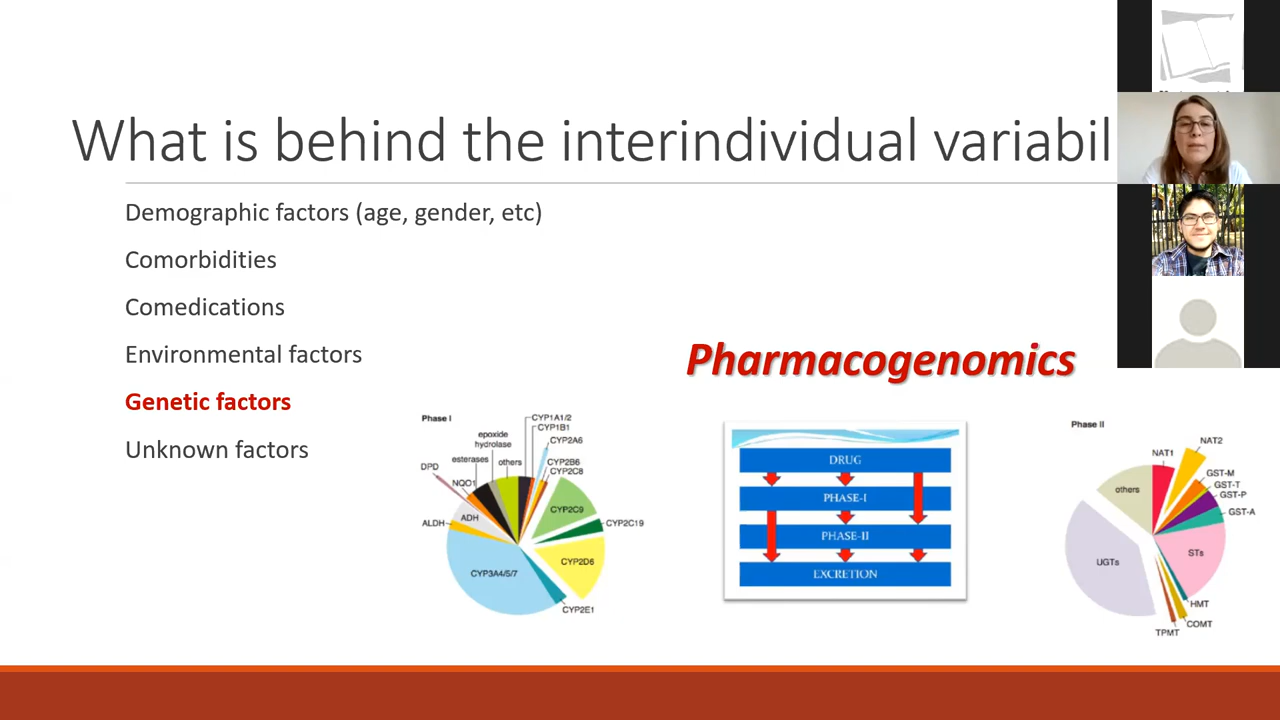 What is behind the interindividual variabil
Demographic factors (age, gender, etc)
Comorbidities
Comedications
Environmental factors
Genetic factors
Unknown factors
Pharmacogenomics
Phase I
CYP1A1/2
CYP1B1
epoxide
hydrolase
CYP2A6
esterases
others
CYP2B6
CYP2C8
DPD
NQO1
CYP2C9
ALDH
ADH
CYP2C19
CYP2D6
CYP3A4/5/7
CYP2E1
DRUG
PHASE-I
PHASE-II
EXCRETION
Phase II
NAT2
NAT1
GST-M
GST-T
GST-P
GST-A
others
STs
UGTs
HMT
COMT
TPMT